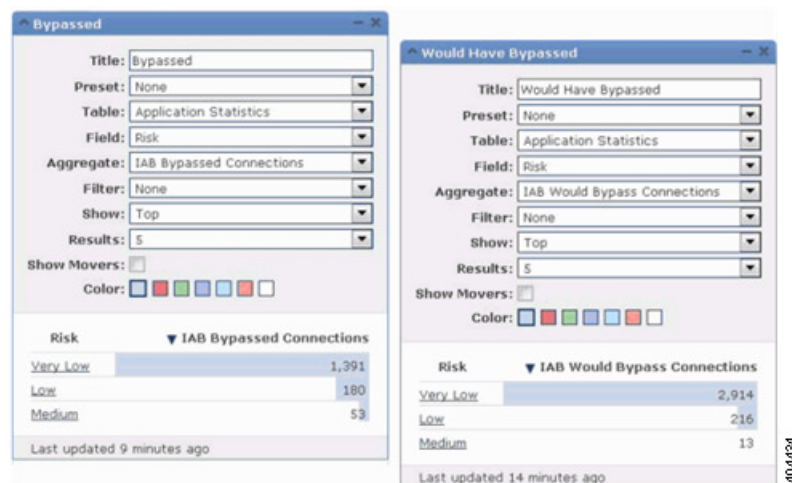 Bypassed
Title: Bypassed
Preset: None
Table: Application Statistics
Field: Risk
Aggregate: IAB Bypassed Connections
Filter: None
Show: Top
Results: 5
Show Movers:
Color:
Risk IAB Bypassed Connections
Very Low 1,391
Low 180
Medium 53
Last updated 9 minutes ago
Would Have Bypassed
Title: Would Have Bypassed
Preset: None
Table: Application Statistics
Field: Risk
Aggregate: IAB Would Bypass Connections
Filter: None
Show: Top
Results: 5
Show Movers:
Color:
Risk IAB Would Bypass Connections
Very Low 2,914
Low 216
Medium 13
Last updated 14 minutes ago
404434